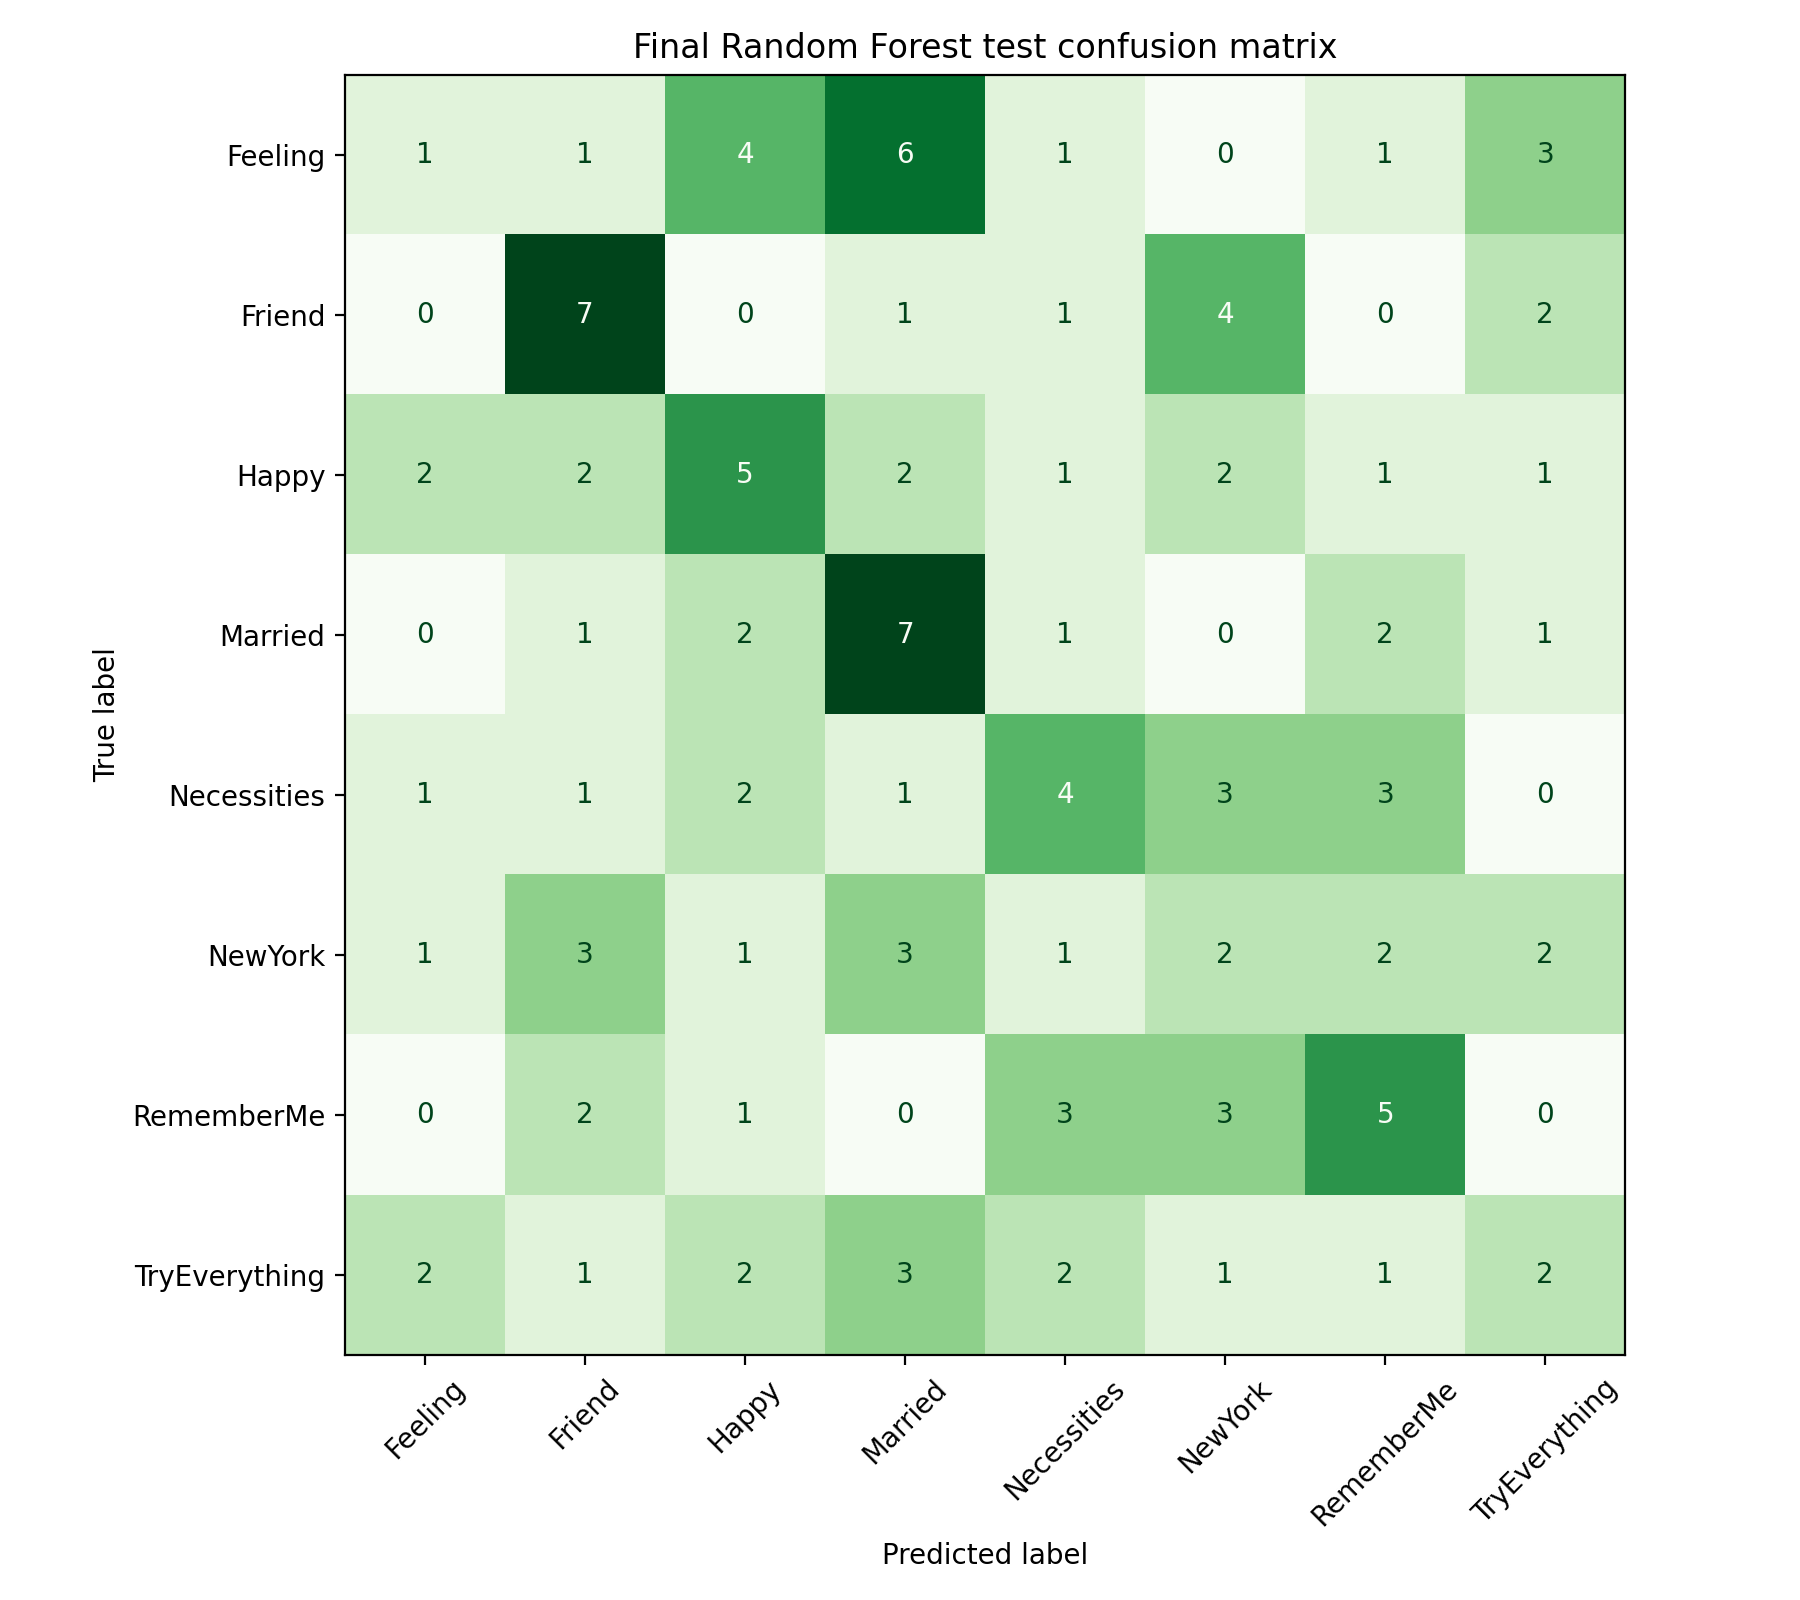 Final Random Forest test confusion matrix
Feeling 1 1 4 6 1 0 1 3
Friend 0 7 0 1 1 4 0 2
Happy 2 2 5 2 1 2 1 1
Married 0 1 2 7 1 0 2 1
Necessities 1 1 2 1 4 3 3 0
NewYork 1 3 1 3 1 2 2 2
RememberMe 0 2 1 0 3 3 5 0
TryEverything 2 1 2 3 2 1 1 2
True label
Feeling Friend Happy Married Necessities NewYork RememberMe TryEverything
Predicted label